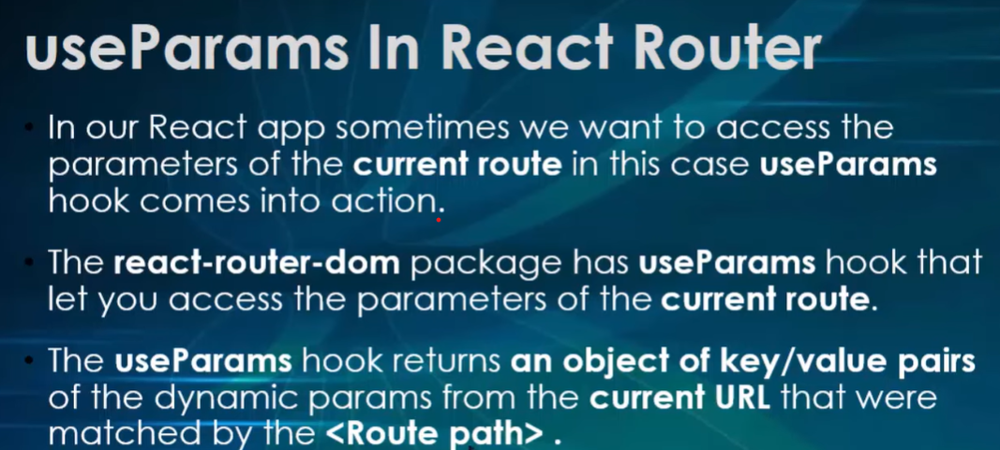 useParams In React Router
• In our React app sometimes we want to access the
parameters of the current route in this case useParams
hook comes into action.
• The react-router-dom package has useParams hook that
let you access the parameters of the current route.
• The useParams hook returns an object of key/value pairs
of the dynamic params from the current URL that were
matched by the <Route path> .